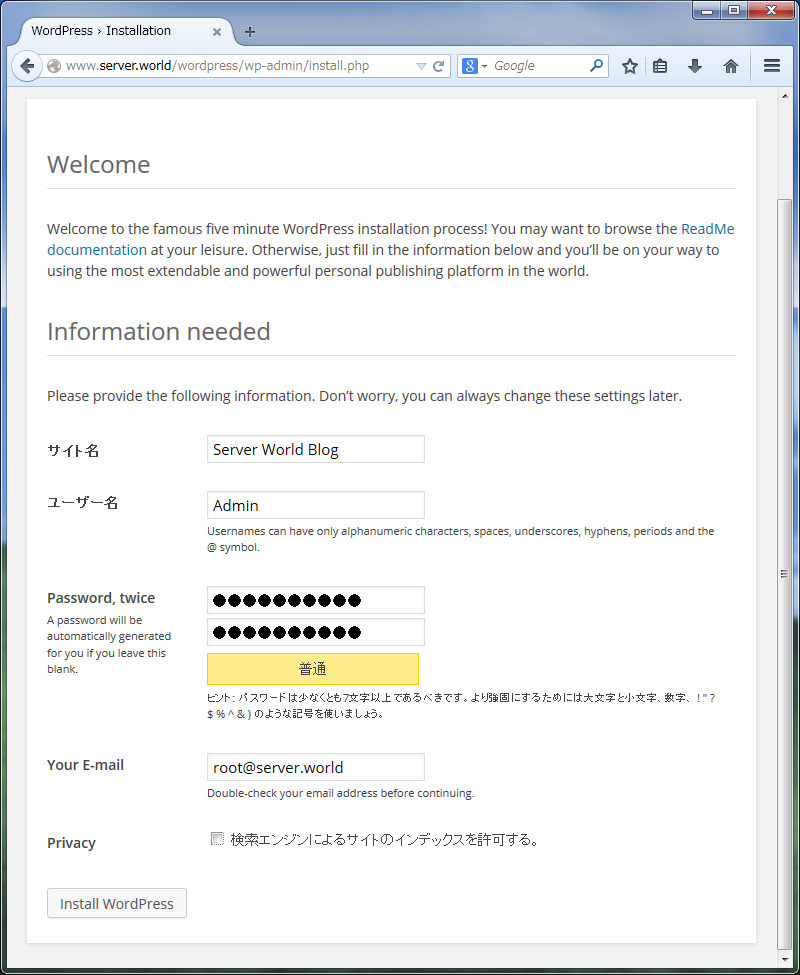 WordPress › Installation
www.server.world/wordpress/wp-admin/install.php
Google
Welcome
Welcome to the famous five minute WordPress installation process! You may want to browse the ReadMe
documentation at your leisure. Otherwise, just fill in the information below and you’ll be on your way to
using the most extendable and powerful personal publishing platform in the world.
Information needed
Please provide the following information. Don’t worry, you can always change these settings later.
サイト名
Server World Blog
ユーザー名
Admin
Usernames can have only alphanumeric characters, spaces, underscores, hyphens, periods and the
@ symbol.
Password, twice
A password will be
automatically generated
for you if you leave this
blank.
●●●●●●●●●●
●●●●●●●●●●
普通
ヒント: パスワードは少なくとも7文字以上であるべきです。より強固にするためには大文字と小文字、数字、! " ?
$ % ^ & ) のような記号を使いましょう。
Your E-mail
root@server.world
Double-check your email address before continuing.
Privacy
検索エンジンによるサイトのインデックスを許可する。
Install WordPress